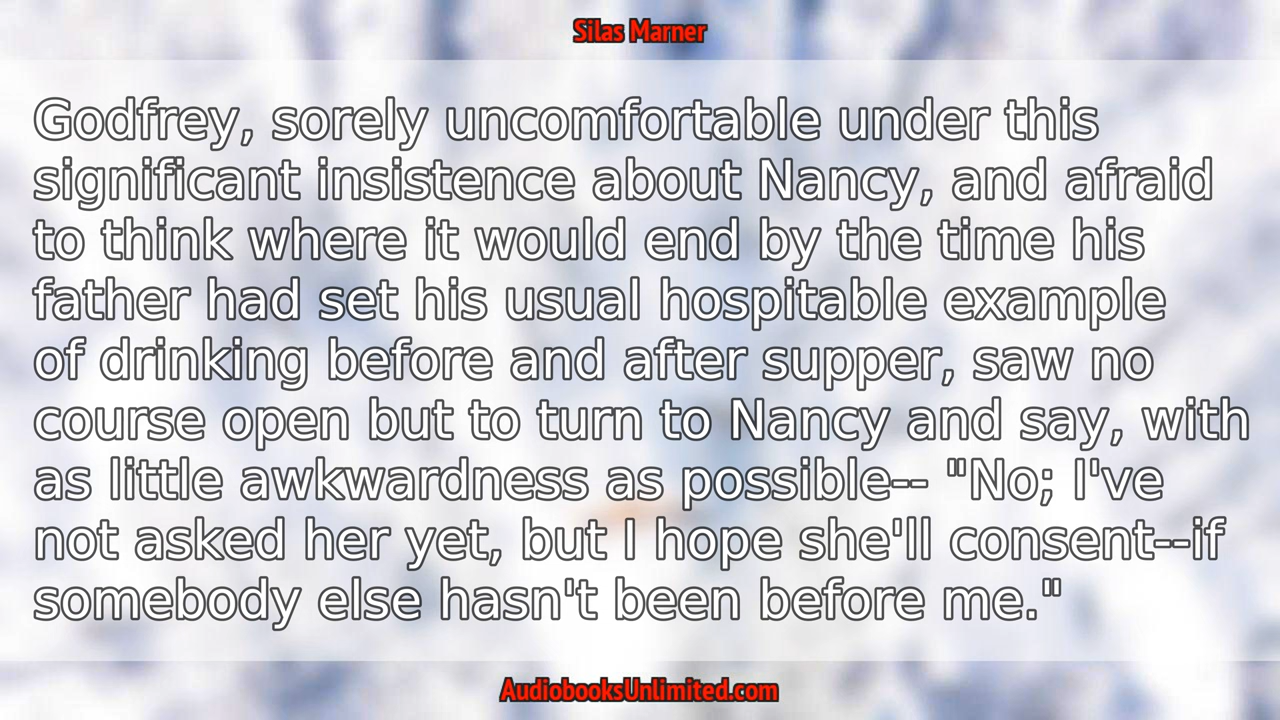 Silas Marner
Godfrey, sorely uncomfortable under this
significant insistence about Nancy, and afraid
to think where it would end by the time his
father had set his usual hospitable example
of drinking before and after supper, saw no
course open but to turn to Nancy and say, with
as little awkwardness as possible-- "No; I've
not asked her yet, but I hope she'll consent--if
somebody else hasn't been before me."
AudiobooksUnlimited.com